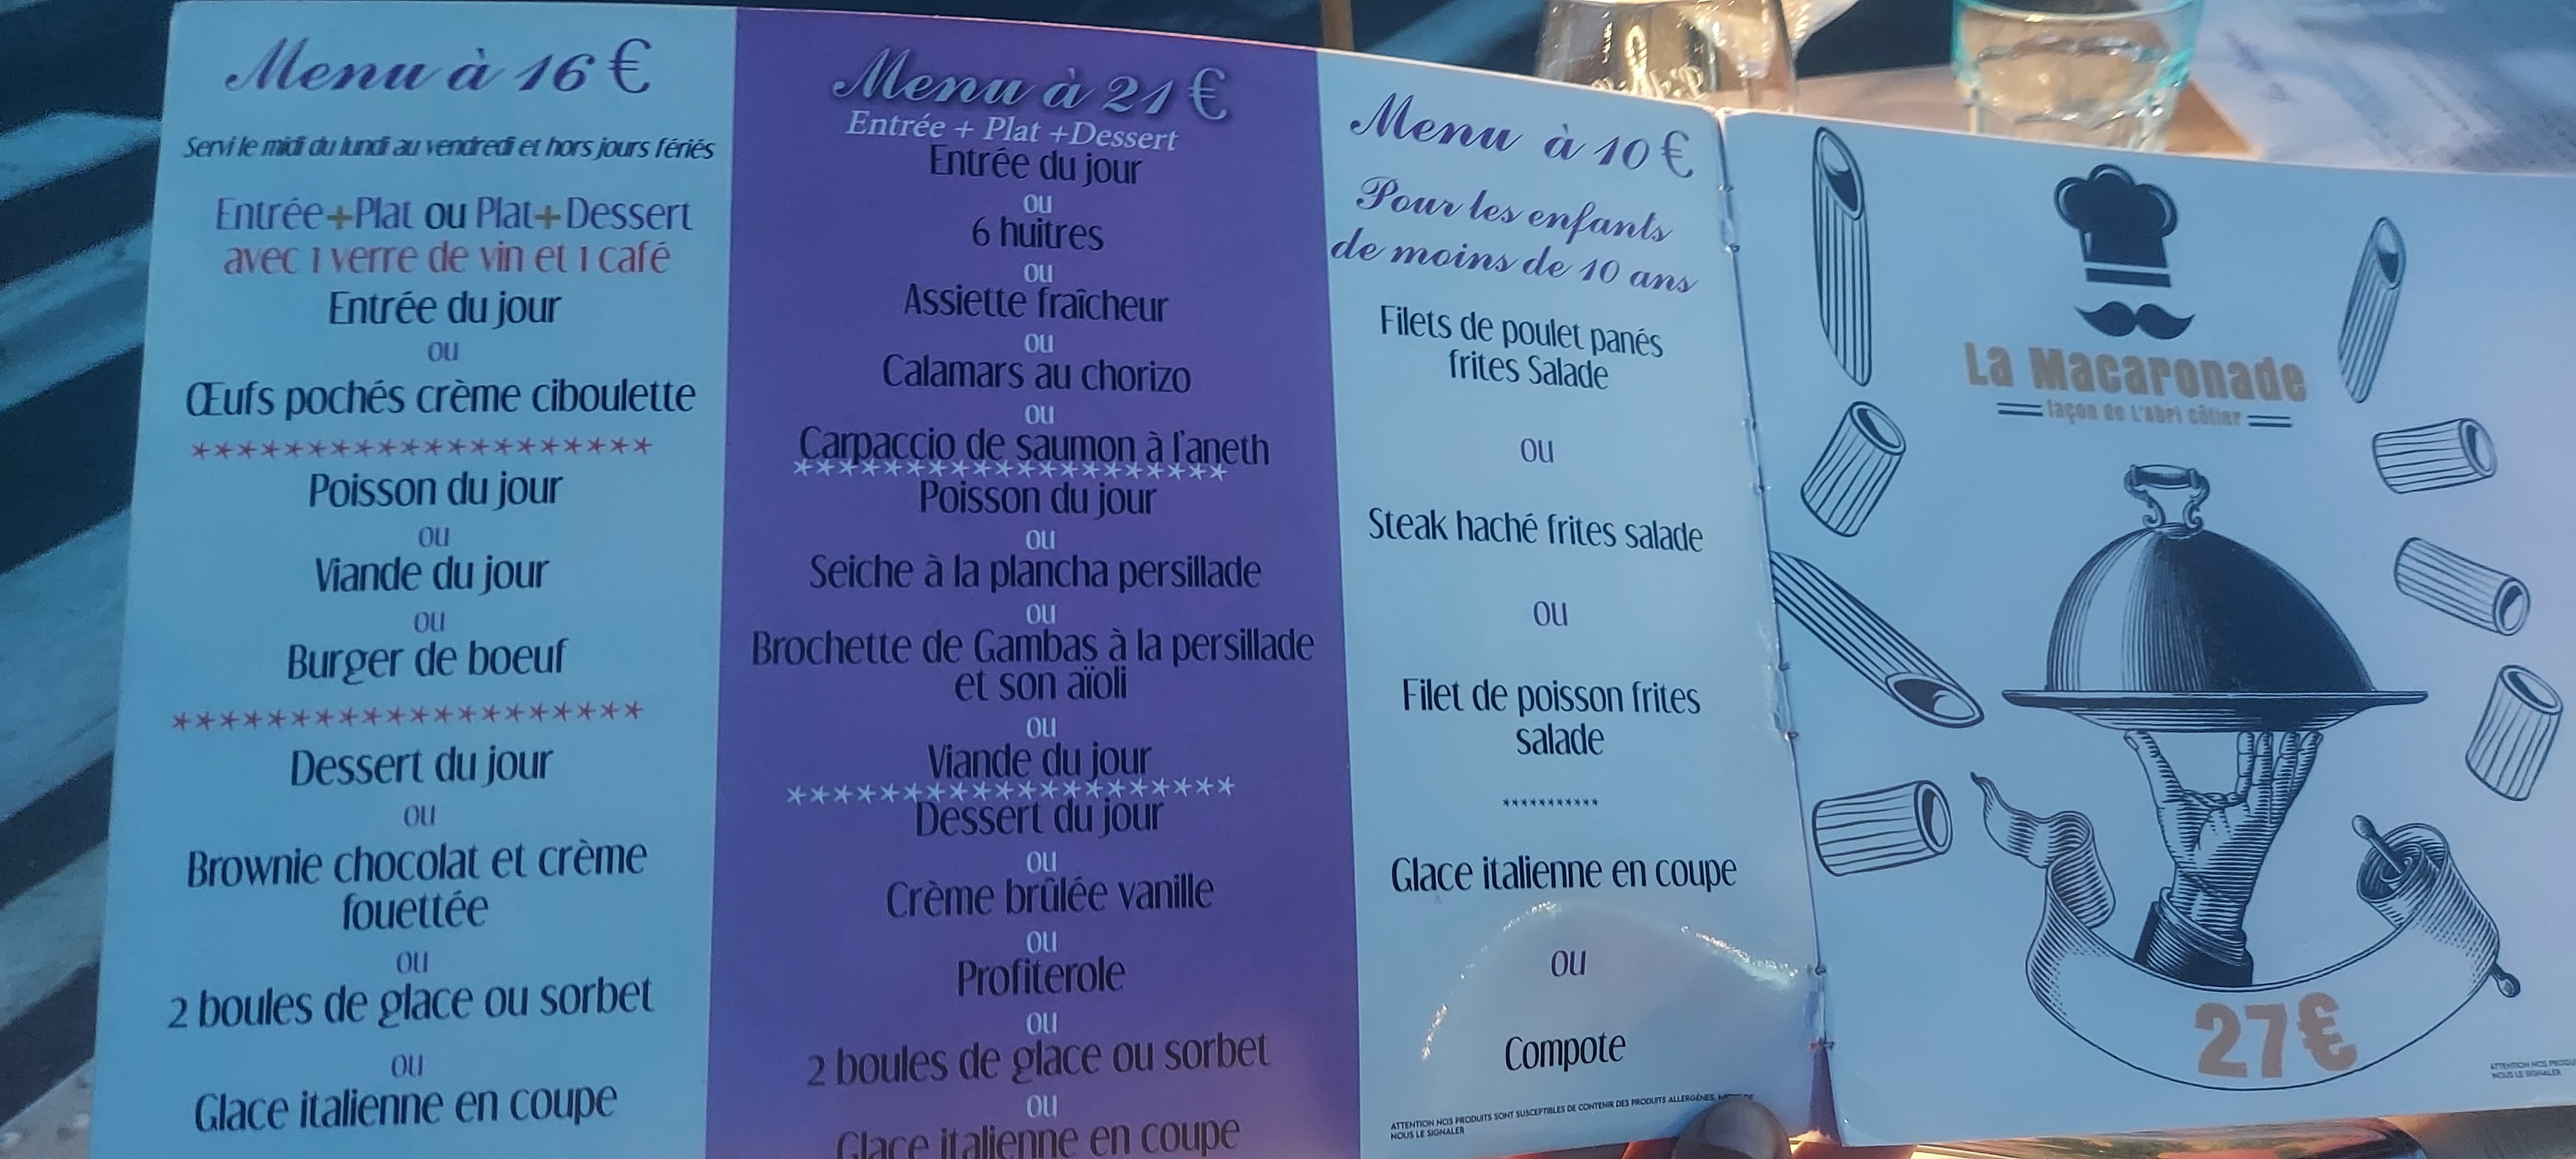 Menu à 16 €
Servi le midi du lundi au vendredi et hors jours fériés
Entrée+Plat ou Plat+Dessert
avec 1 verre de vin et 1 café
Entrée du jour
ou
Œufs pochés crème ciboulette
********************
Poisson du jour
ou
Viande du jour
ou
Burger de boeuf
********************
Dessert du jour
ou
Brownie chocolat et crème
fouettée
ou
2 boules de glace ou sorbet
ou
Glace italienne en coupe
Menu à 21 €
Entrée + Plat +Dessert
Entrée du jour
ou
6 huitres
ou
Assiette fraîcheur
ou
Calamars au chorizo
ou
Carpaccio de saumon à l'aneth
*******************
Poisson du jour
ou
Seiche à la plancha persillade
ou
Brochette de Gambas à la persillade
et son aïoli
ou
Viande du jour
*******************
Dessert du jour
ou
Crème brûlée vanille
ou
Profiterole
ou
2 boules de glace ou sorbet
ou
Glace italienne en coupe
Menu à 10 €
Pour les enfants
de moins de 10 ans
Filets de poulet panés
frites Salade
ou
Steak haché frites salade
ou
Filet de poisson frites
salade
***********
Glace italienne en coupe
ou
Compote
ATTENTION NOS PRODUITS SONT SUSCEPTIBLES DE CONTENIR DES PRODUITS ALLERGÈNES,
NOUS LE SIGNALER
La Macaronade
façon de L'Abri côtier
27€
ATTENTION NOS
NOUS LE SIGNALER